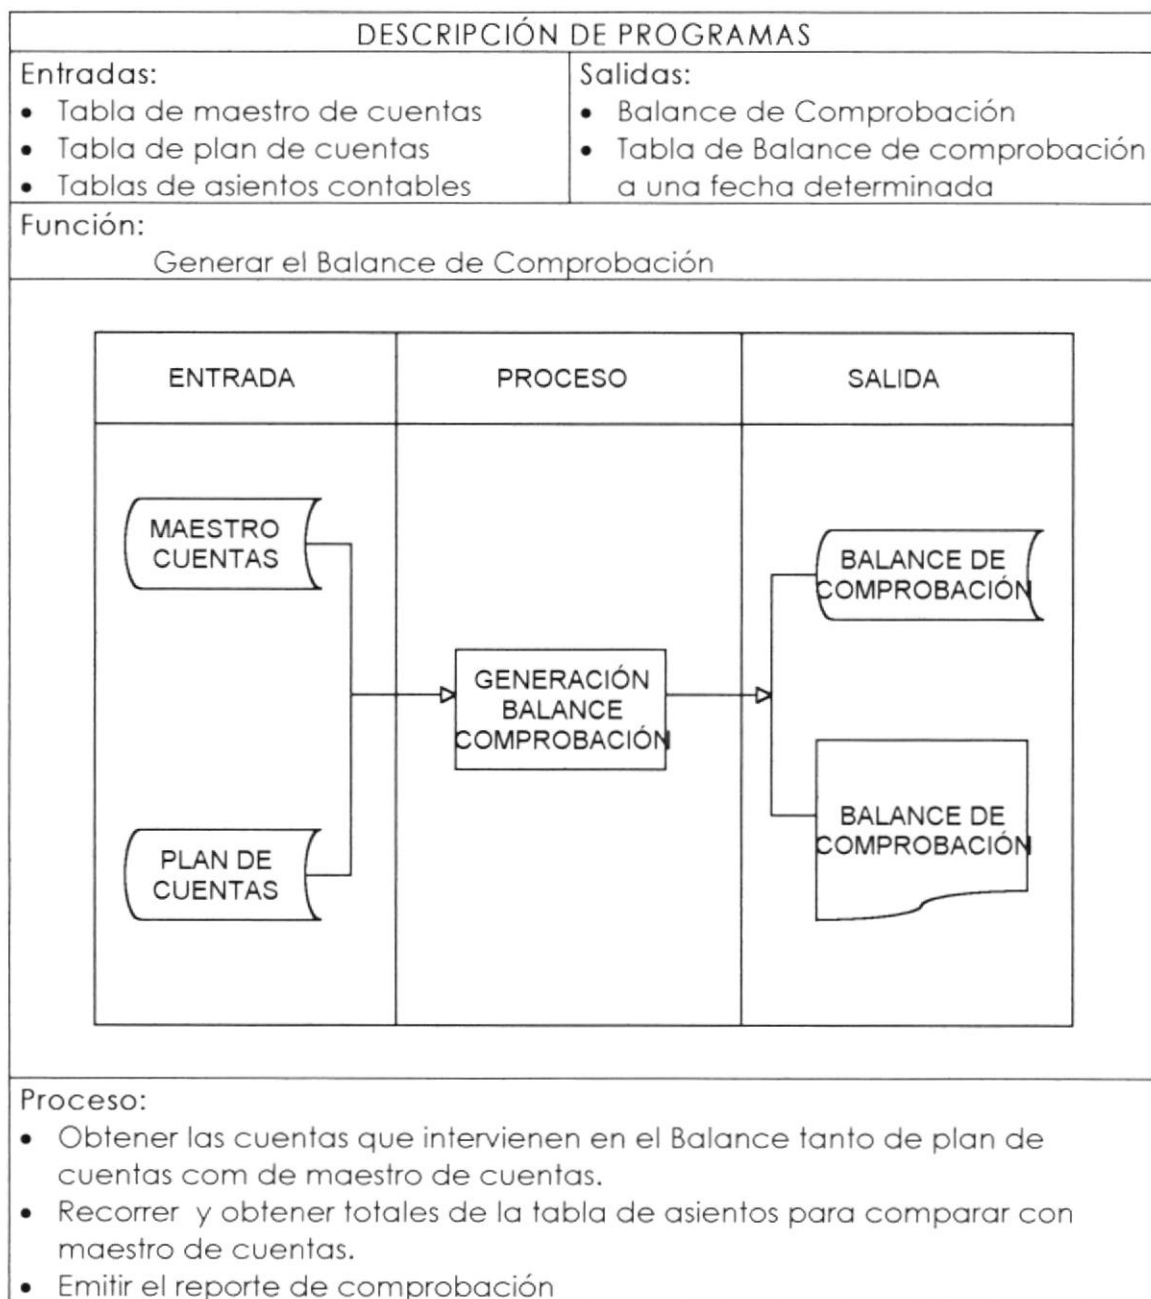 DESCRIPCIÓN DE PROGRAMAS
Entradas:
• Tabla de maestro de cuentas
• Tabla de plan de cuentas
• Tablas de asientos contables
Salidas:
• Balance de Comprobación
• Tabla de Balance de comprobación
a una fecha determinada
Función:
Generar el Balance de Comprobación
ENTRADA
PROCESO
SALIDA
MAESTRO
CUENTAS
PLAN DE
CUENTAS
GENERACIÓN
BALANCE
COMPROBACIÓN
BALANCE DE
COMPROBACIÓN
BALANCE DE
COMPROBACIÓN
Proceso:
• Obtener las cuentas que intervienen en el Balance tanto de plan de
cuentas com de maestro de cuentas.
• Recorrer y obtener totales de la tabla de asientos para comparar con
maestro de cuentas.
• Emitir el reporte de comprobación